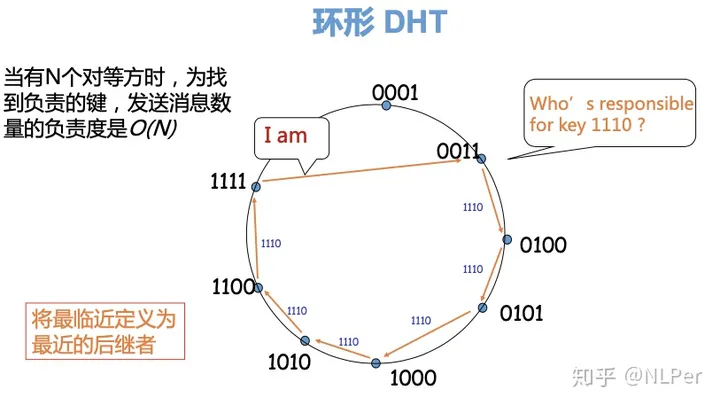 环形 DHT
当有N个对等方时，为找
到负责的键，发送消息数
量的负责度是O(N)
0001
I am
Who's responsible
for key 1110 ?
0011
1111
1110
0100
1110
1110
0101
1100
1110
1110
1110
1010
1000
将最临近定义为
最近的后继者
知乎 @NLPer